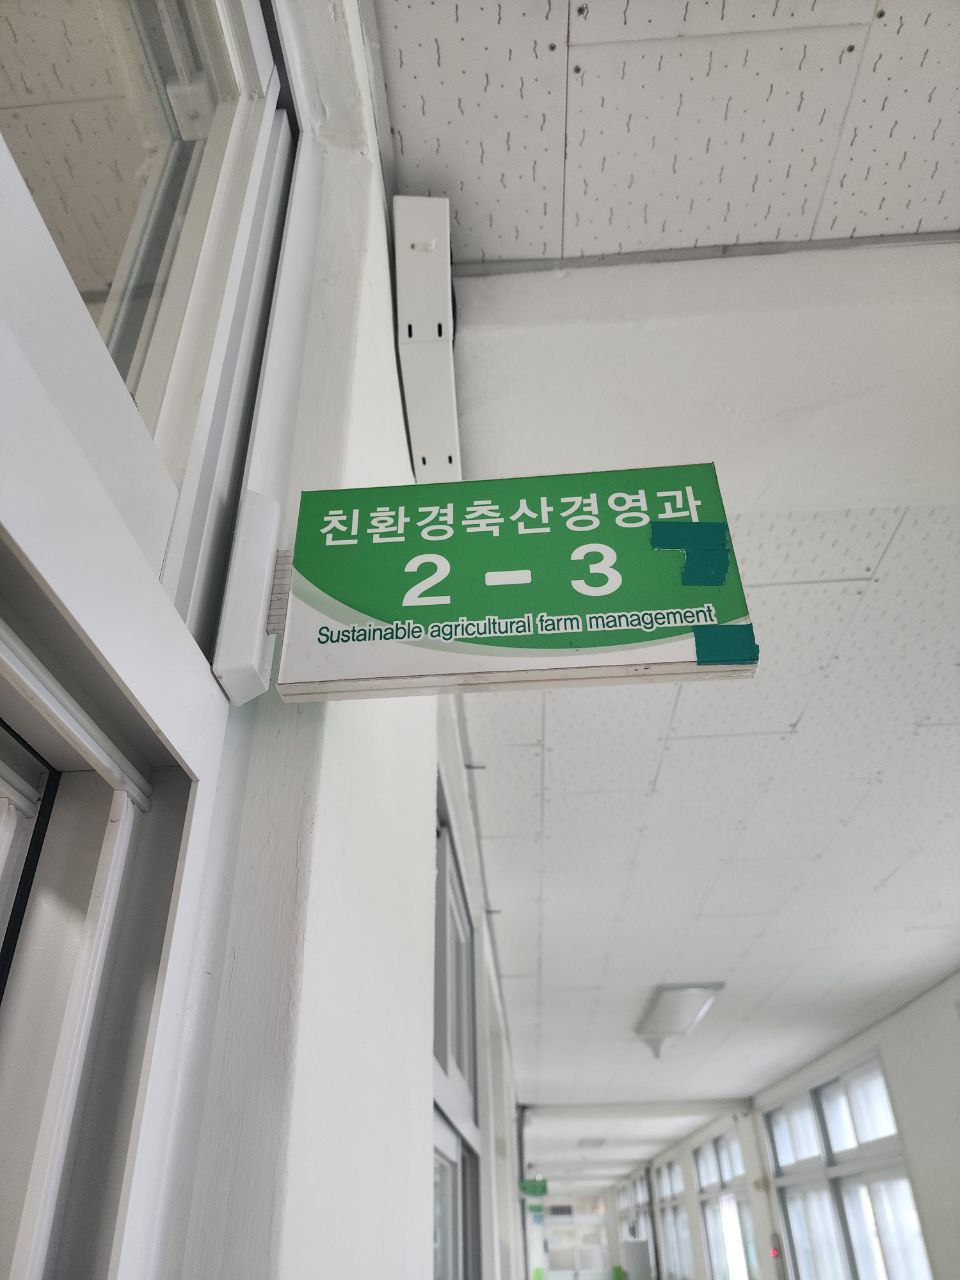 친환경축산경영과
2-3
Sustainable agricultural farm management